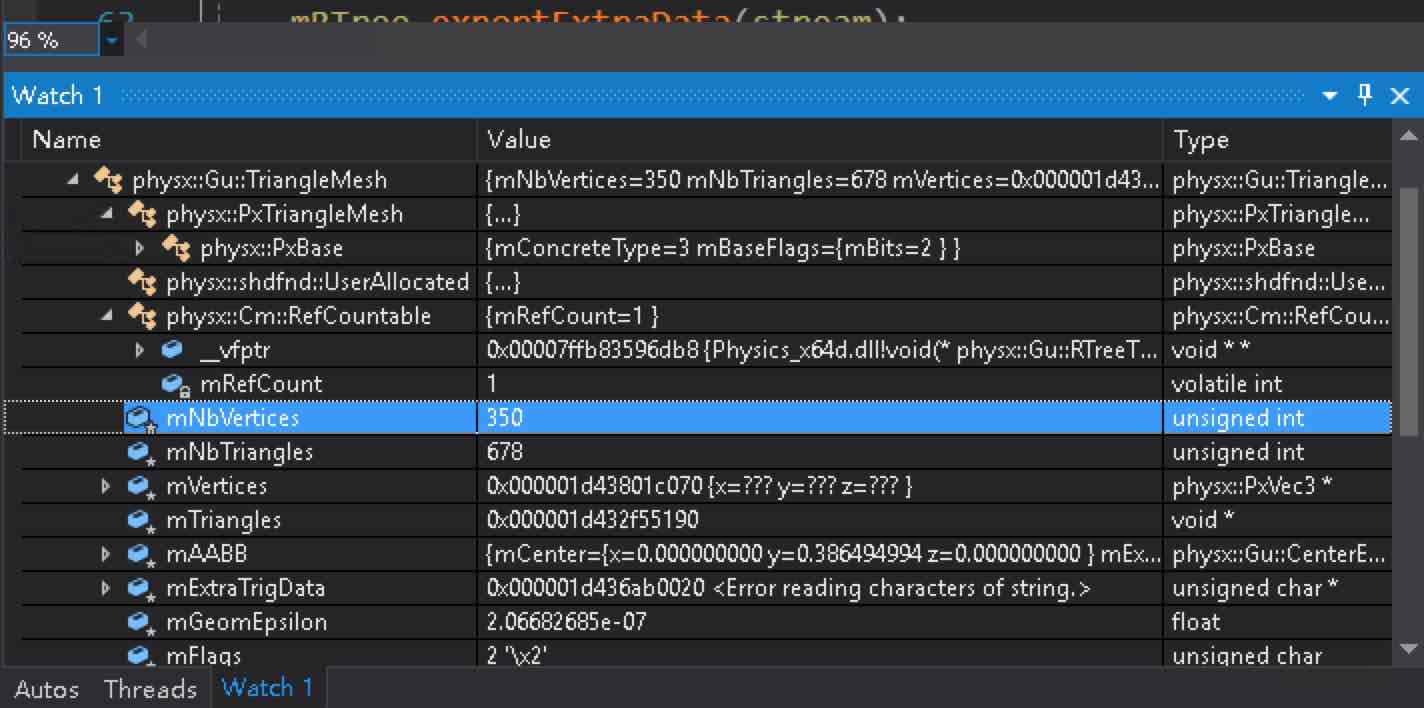 62 mRTree.exportExtraData(stream);
96 %
Watch 1
Name Value Type
physx::Gu::TriangleMesh {mNbVertices=350 mNbTriangles=678 mVertices=0x000001d43... physx::Gu::Triangle...
physx::PxTriangleMesh {...} physx::PxTriangle...
physx::PxBase {mConcreteType=3 mBaseFlags={mBits=2 } } physx::PxBase
physx::shdfnd::UserAllocated {...} physx::shdfnd::Use...
physx::Cm::RefCountable {mRefCount=1 } physx::Cm::RefCou...
__vfptr 0x00007ffb83596db8 {Physics_x64d.dll!void(* physx::Gu::RTreeT... void * *
mRefCount 1 volatile int
mNbVertices 350 unsigned int
mNbTriangles 678 unsigned int
mVertices 0x000001d43801c070 {x=??? y=??? z=??? } physx::PxVec3 *
mTriangles 0x000001d432f55190 void *
mAABB {mCenter={x=0.000000000 y=0.386494994 z=0.000000000 } mEx... physx::Gu::CenterE...
mExtraTrigData 0x000001d436ab0020 <Error reading characters of string.> unsigned char *
mGeomEpsilon 2.06682685e-07 float
mFlags 2 '\x2' unsigned char
Autos Threads Watch 1